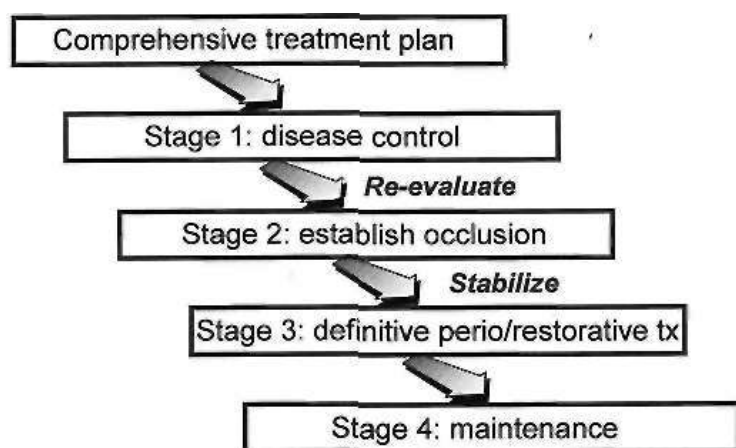 Comprehensive treatment plan
Stage 1: disease control
Re-evaluate
Stage 2: establish occlusion
Stabilize
Stage 3: definitive perio/restorative tx
Stage 4: maintenance